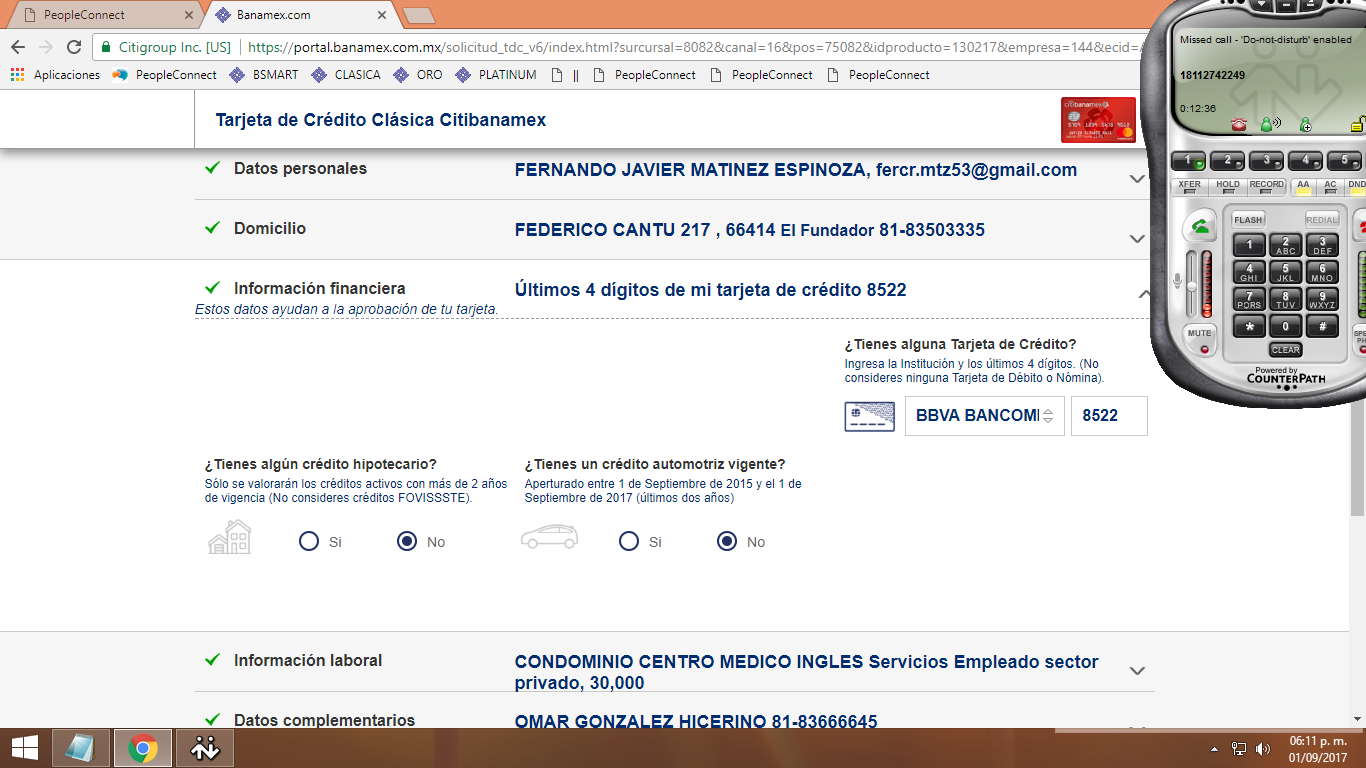 PeopleConnect
Banamex.com
Citigroup Inc. [US]
https://portal.banamex.com.mx/solicitud_tdc_v6/index.html?surcursal=8082&canal=16&pos=75082&idproducto=130217&empresa=144&ecid=
Aplicaciones PeopleConnect BSMART CLASICA ORO PLATINUM || PeopleConnect PeopleConnect PeopleConnect
Tarjeta de Crédito Clásica Citibanamex
citibanamex
Datos personales
FERNANDO JAVIER MATINEZ ESPINOZA, fercr.mtz53@gmail.com
Domicilio
FEDERICO CANTU 217 , 66414 El Fundador 81-83503335
Información financiera
Últimos 4 dígitos de mi tarjeta de crédito 8522
Estos datos ayudan a la aprobación de tu tarjeta.
¿Tienes alguna Tarjeta de Crédito?
Ingresa la Institución y los últimos 4 dígitos. (No
consideres ninguna Tarjeta de Débito o Nómina).
BBVA BANCOM
8522
¿Tienes algún crédito hipotecario?
Sólo se valorarán los créditos activos con más de 2 años
de vigencia (No consideres créditos FOVISSSTE).
Si No
¿Tienes un crédito automotriz vigente?
Aperturado entre 1 de Septiembre de 2015 y el 1 de
Septiembre de 2017 (últimos dos años)
Si No
Información laboral
CONDOMINIO CENTRO MEDICO INGLES Servicios Empleado sector
privado, 30,000
Datos complementarios
OMAR GONZALEZ HICERINO 81-83666645
Missed call - 'Do-not-disturb' enabled
18112742249
0:12:36
1 2 3 4 5
XFER HOLD RECORD AA AC DND
FLASH REDIAL
1 2 ABC 3 DEF
4 GHI 5 JKL 6 MNO
7 PQRS 8 TUV 9 WXYZ
* 0 #
MUTE
CLEAR
Powered by
COUNTERPATH
06:11 p. m.
01/09/2017